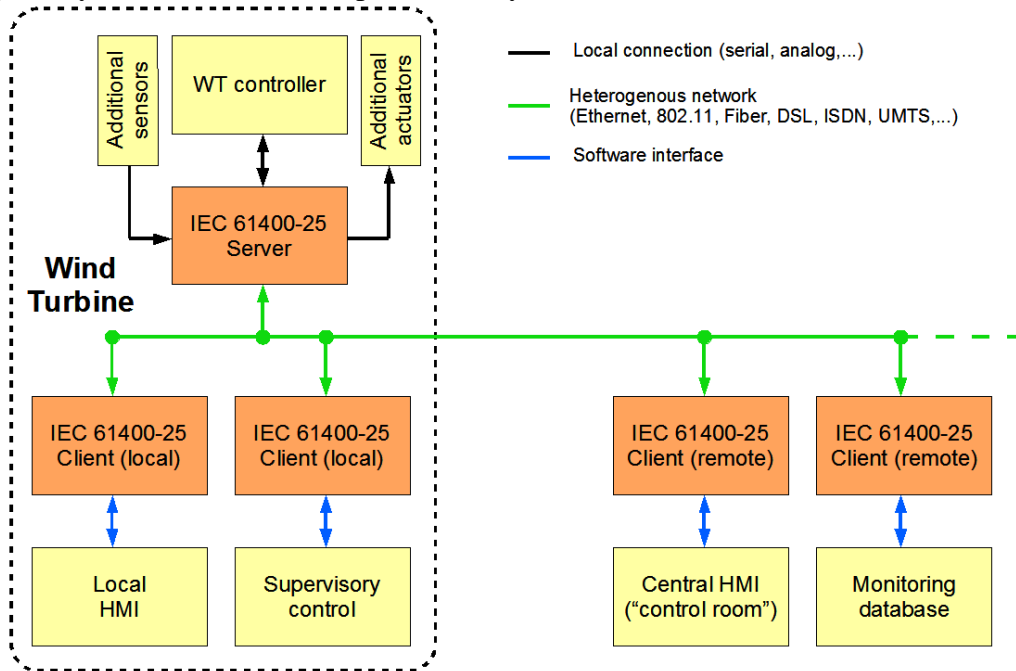 Additional
sensors
WT controller
Additional
actuators
Local connection (serial, analog,...)
Heterogenous network
(Ethernet, 802.11, Fiber, DSL, ISDN, UMTS,...)
Software interface
IEC 61400-25
Server
Wind
Turbine
IEC 61400-25
Client (local)
IEC 61400-25
Client (local)
IEC 61400-25
Client (remote)
IEC 61400-25
Client (remote)
Local
HMI
Supervisory
control
Central HMI
(“control room”)
Monitoring
database